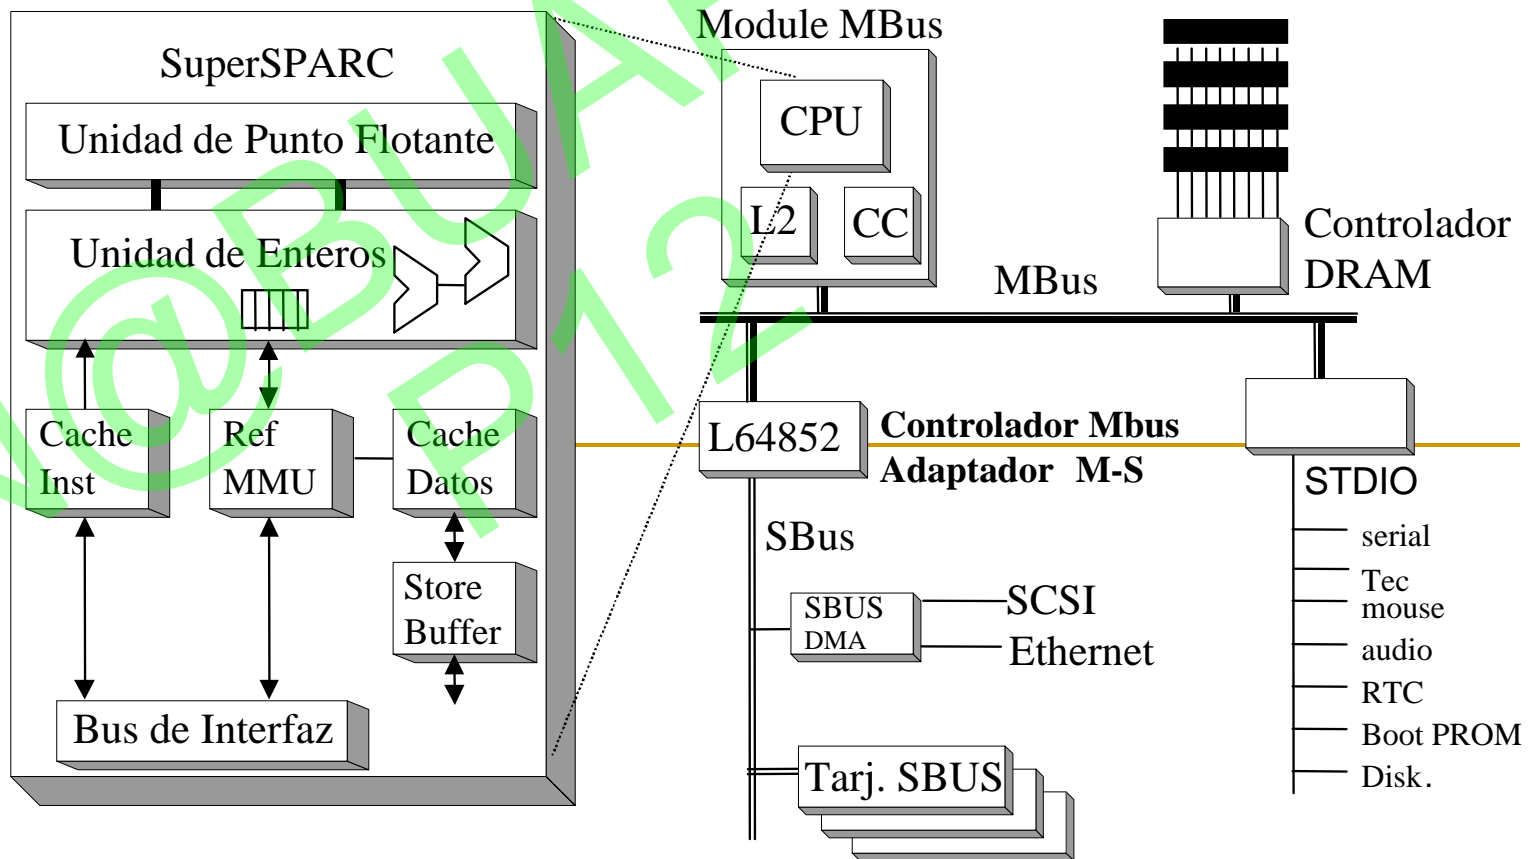 SuperSPARC
Unidad de Punto Flotante
Unidad de Enteros
Cache
Inst
Ref
MMU
Cache
Datos
Store
Buffer
Bus de Interfaz
Module MBus
CPU
L2
CC
MBus
Controlador
DRAM
L64852
Controlador Mbus
Adaptador M-S
STDIO
SBus
SBUS
DMA
SCSI
Ethernet
Tarj. SBUS
serial
Tec
mouse
audio
RTC
Boot PROM
Disk.
@BUAP
P12